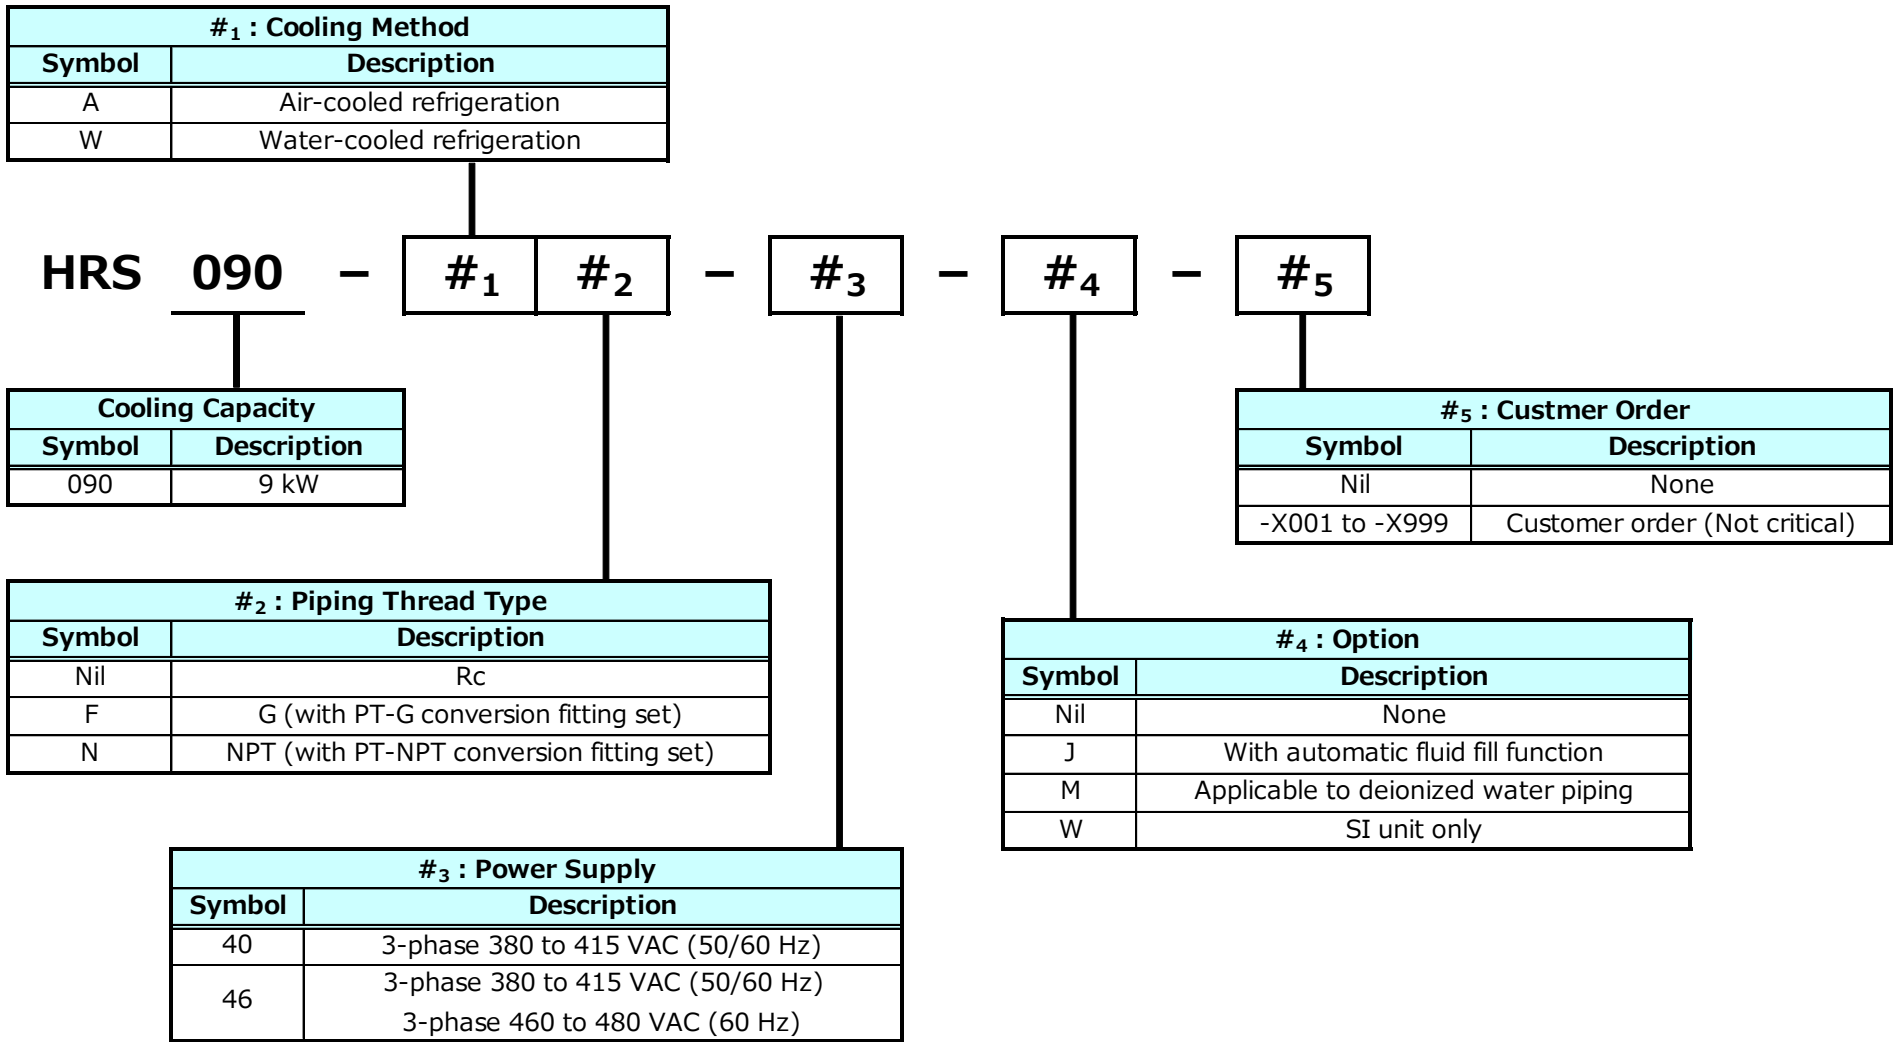 #1 : Cooling Method
Symbol Description
A Air-cooled refrigeration
W Water-cooled refrigeration
HRS 090 – #1 #2 – #3 – #4 – #5
Cooling Capacity
Symbol Description
090 9 kW
#5 : Custmer Order
Symbol Description
Nil None
-X001 to -X999 Customer order (Not critical)
#2 : Piping Thread Type
Symbol Description
Nil Rc
F G (with PT-G conversion fitting set)
N NPT (with PT-NPT conversion fitting set)
#4 : Option
Symbol Description
Nil None
J With automatic fluid fill function
M Applicable to deionized water piping
W SI unit only
#3 : Power Supply
Symbol Description
40 3-phase 380 to 415 VAC (50/60 Hz)
46 3-phase 380 to 415 VAC (50/60 Hz)
3-phase 460 to 480 VAC (60 Hz)